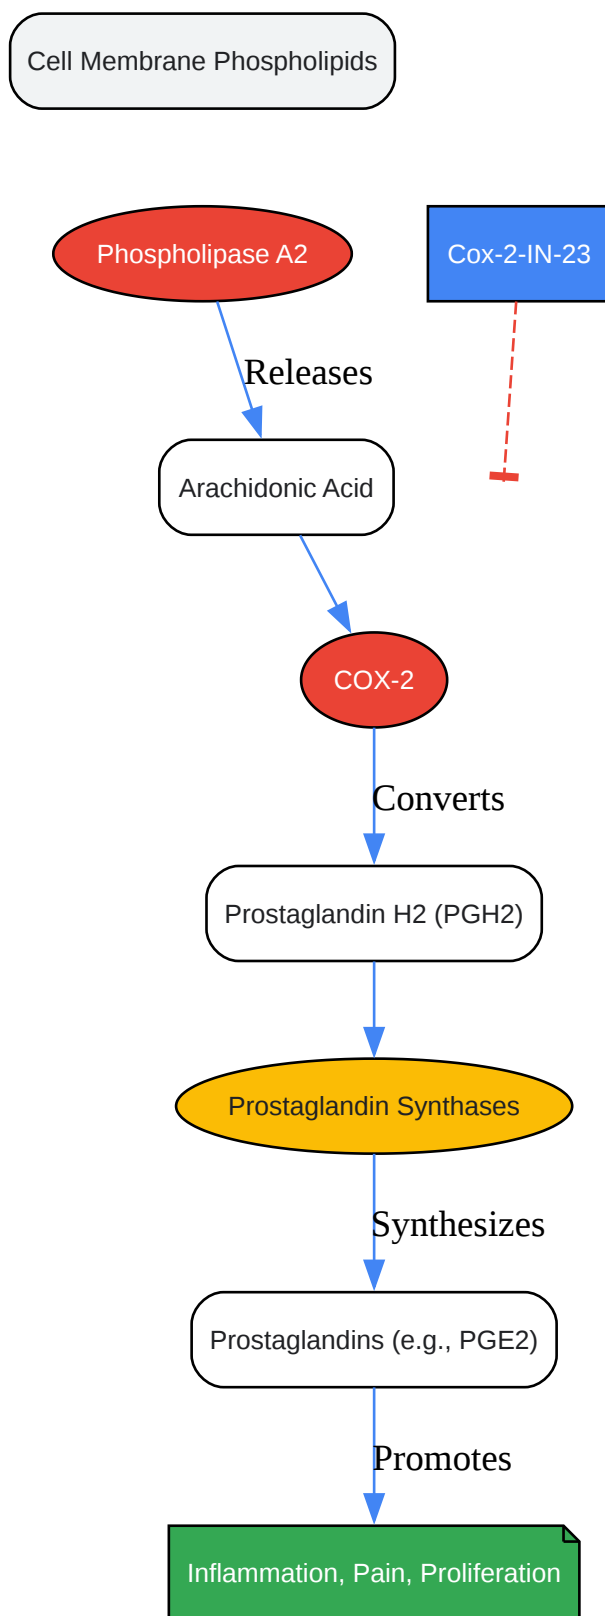 Cell Membrane Phospholipids
Phospholipase A2
Cox-2-IN-23
Releases
Arachidonic Acid
COX-2
Converts
Prostaglandin H2 (PGH2)
Prostaglandin Synthases
Synthesizes
Prostaglandins (e.g., PGE2)
Promotes
Inflammation, Pain, Proliferation